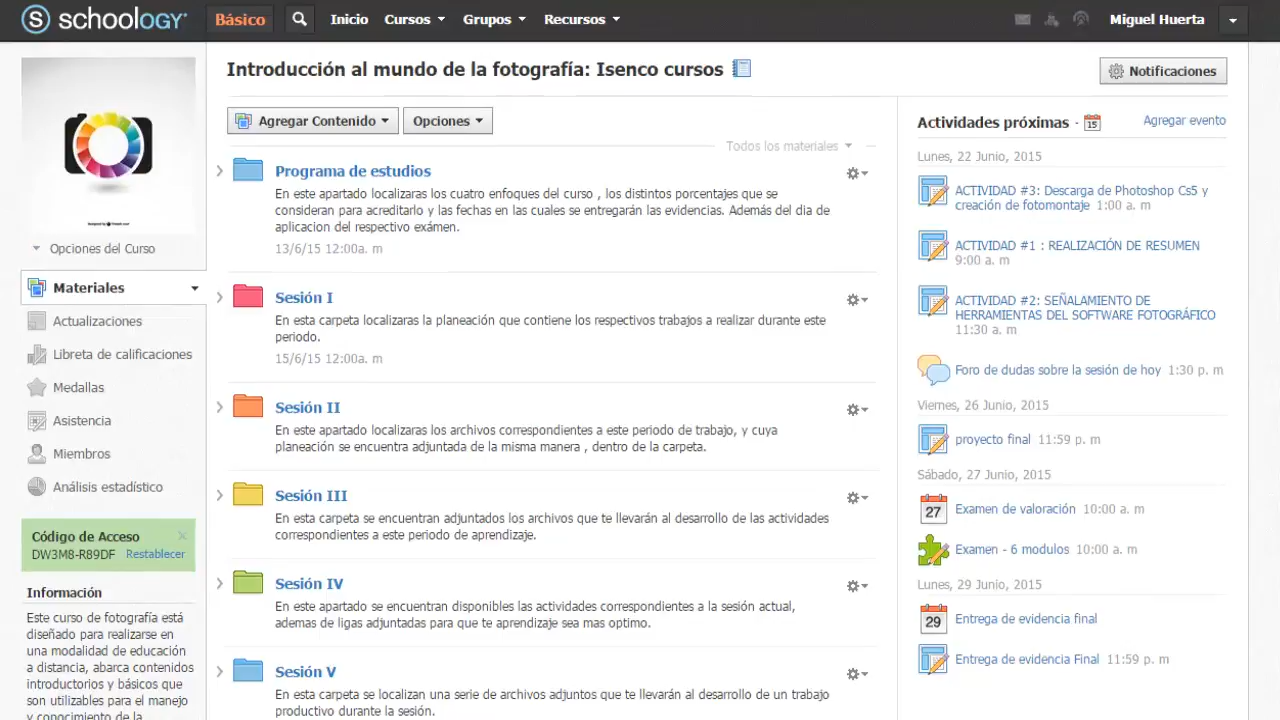 schoology
Básico
Inicio
Cursos
Grupos
Recursos
Miguel Huerta
Introducción al mundo de la fotografía: Isenco cursos
Notificaciones
Opciones del Curso
Materiales
Actualizaciones
Libreta de calificaciones
Medallas
Asistencia
Miembros
Análisis estadístico
Código de Acceso
DW3M8-R89DF Restablecer
Información
Este curso de fotografía está
diseñado para realizarse en
una modalidad de educación
a distancia, abarca contenidos
introductorios y básicos que
son utilizables para el manejo
y conocimiento de la
Agregar Contenido
Opciones
Todos los materiales
Programa de estudios
En este apartado localizaras los cuatro enfoques del curso , los distintos porcentajes que se
consideran para acreditarlo y las fechas en las cuales se entregarán las evidencias. Además del dia de
aplicacion del respectivo exámen.
13/6/15 12:00a. m
Sesión I
En esta carpeta localizaras la planeación que contiene los respectivos trabajos a realizar durante este
periodo.
15/6/15 12:00a. m
Sesión II
En este apartado localizaras los archivos correspondientes a este periodo de trabajo, y cuya
planeación se encuentra adjuntada de la misma manera , dentro de la carpeta.
Sesión III
En esta carpeta se encuentran adjuntados los archivos que te llevarán al desarrollo de las actividades
correspondientes a este periodo de aprendizaje.
Sesión IV
En este apartado se encuentran disponibles las actividades correspondientes a la sesión actual,
ademas de ligas adjuntadas para que te aprendizaje sea mas optimo.
Sesión V
En esta carpeta se localizan una serie de archivos adjuntos que te llevarán al desarrollo de un trabajo
productivo durante la sesión.
Actividades próximas · 15 Agregar evento
Lunes, 22 Junio, 2015
ACTIVIDAD #3: Descarga de Photoshop Cs5 y
creación de fotomontaje 1:00 a. m
ACTIVIDAD #1 : REALIZACIÓN DE RESUMEN
9:00 a. m
ACTIVIDAD #2: SEÑALAMIENTO DE
HERRAMIENTAS DEL SOFTWARE FOTOGRÁFICO
11:30 a. m
Foro de dudas sobre la sesión de hoy 1:30 p. m
Viernes, 26 Junio, 2015
proyecto final 11:59 p. m
Sábado, 27 Junio, 2015
27 Examen de valoración 10:00 a. m
Examen - 6 modulos 10:00 a. m
Lunes, 29 Junio, 2015
29 Entrega de evidencia final
Entrega de evidencia Final 11:59 p. m